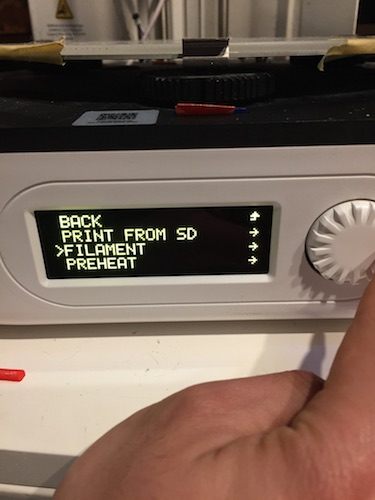 BACK
PRINT FROM SD
>FILAMENT
PREHEAT